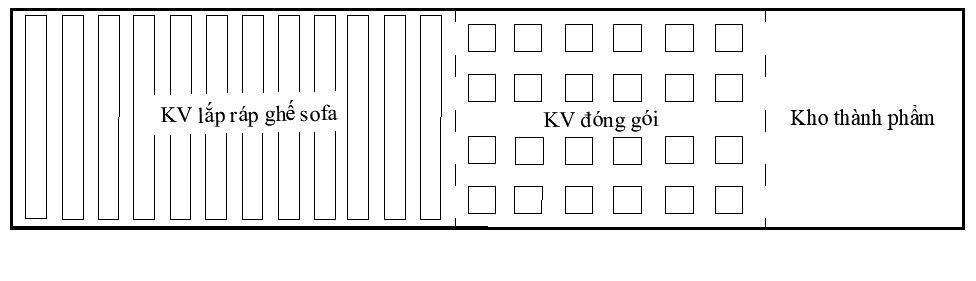 KV lắp ráp ghế sofa
KV đóng gói
Kho thành phẩm